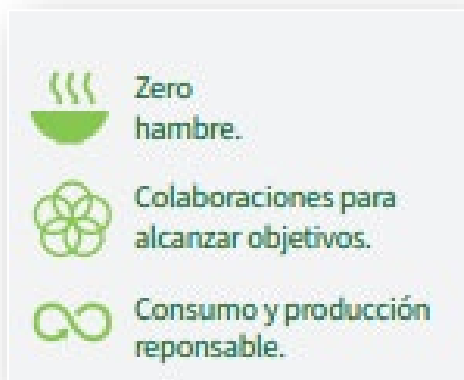 Zero
hambre.
Colaboraciones para
alcanzar objetivos.
Consumo y producción
reponsable.